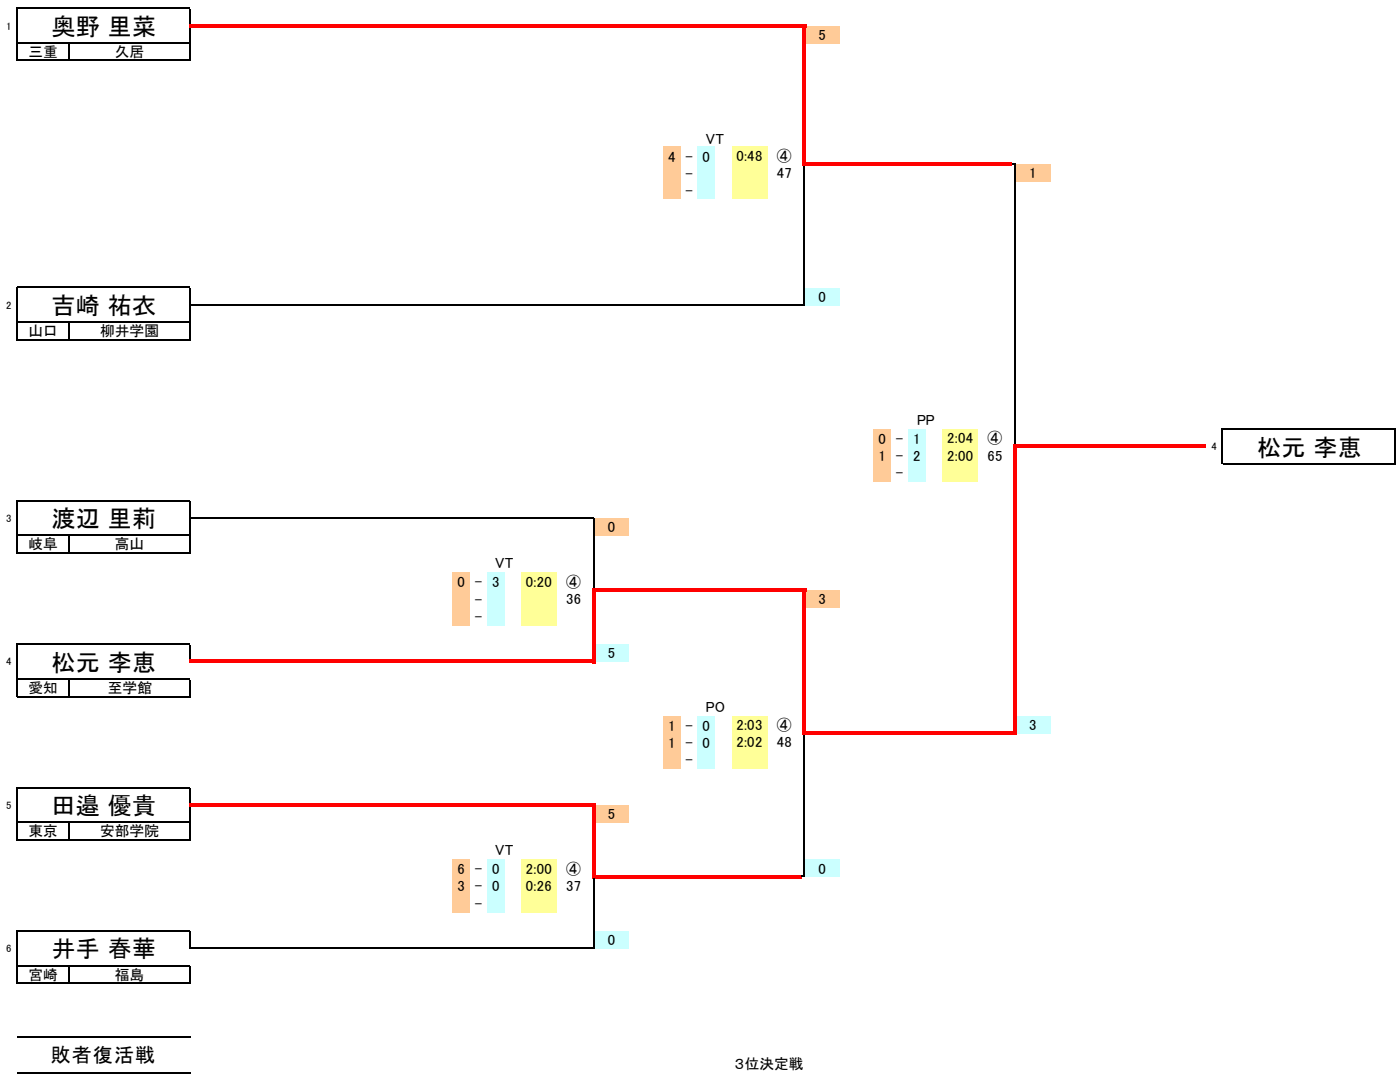 1 奥野 里菜
三重 久居
5
VT
4 - 0 0:48 ④
- 47
-
1
2 吉崎 祐衣
山口 柳井学園
0
PP
0 - 1 2:04 ④
1 - 2 2:00 65
-
4 松元 李恵
3 渡辺 里莉
岐阜 高山
0
VT
0 - 3 0:20 ④
- 36
-
3
4 松元 李恵
愛知 至学館
5
PO
1 - 0 2:03 ④
1 - 0 2:02 48
-
3
5 田邉 優貴
東京 安部学院
5
VT
6 - 0 2:00 ④
3 - 0 0:26 37
-
0
6 井手 春華
宮崎 福島
0
敗者復活戦
3位決定戦